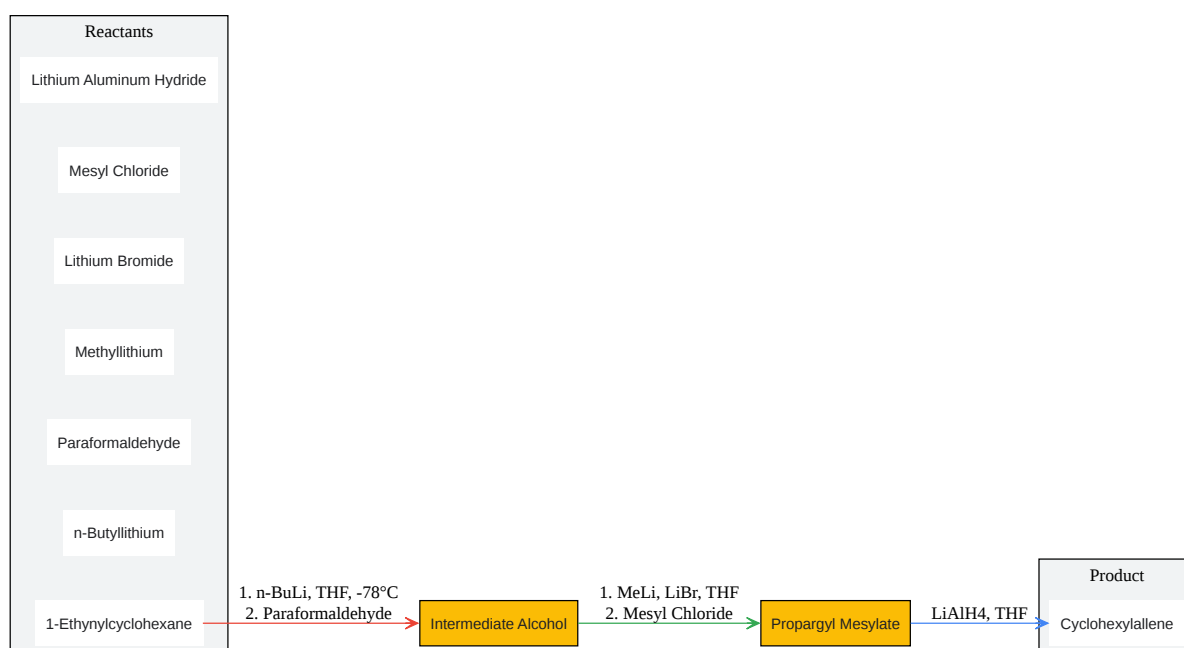 Reactants
Lithium Aluminum Hydride
Mesyl Chloride
Lithium Bromide
Methyllithium
Paraformaldehyde
n-Butyllithium
1-Ethynylcyclohexane
1. n-BuLi, THF, -78°C
2. Paraformaldehyde
Intermediate Alcohol
1. MeLi, LiBr, THF
2. Mesyl Chloride
Propargyl Mesylate
LiAlH4, THF
Product
Cyclohexylallene